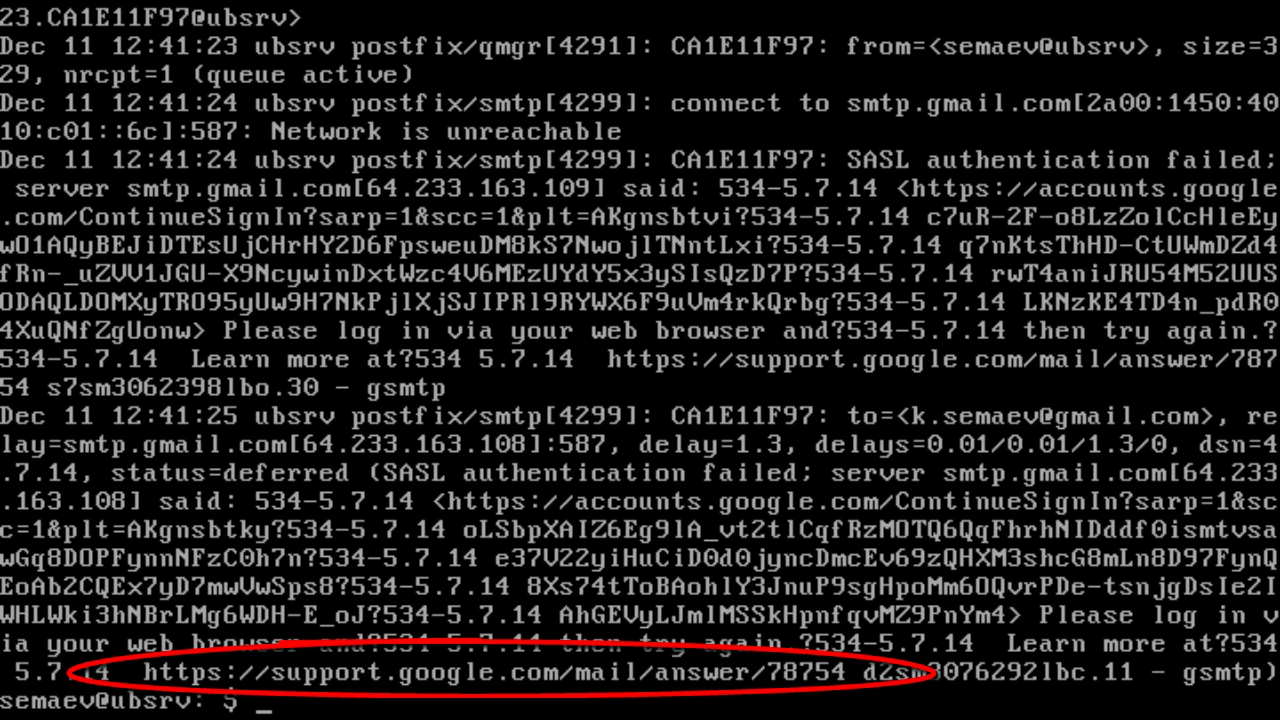 23.CA1E11F97@ubsrv>
Dec 11 12:41:23 ubsrv postfix/qmgr[4291]: CA1E11F97: from=<semaev@ubsrv>, size=3
29, nrcpt=1 (queue active)
Dec 11 12:41:24 ubsrv postfix/smtp[4299]: connect to smtp.gmail.com[2a00:1450:40
10:c01::6c]:587: Network is unreachable
Dec 11 12:41:24 ubsrv postfix/smtp[4299]: CA1E11F97: SASL authentication failed;
 server smtp.gmail.com[64.233.163.109] said: 534-5.7.14 <https://accounts.google
.com/ContinueSignIn?sarp=1&scc=1&plt=AKgnsbtvi?534-5.7.14 c7uR-2F-o8LzZolCcHleEy
wO1AQyBEJiDTEsUjCHrHY2D6FpsweuDM8kS7NwojlTNntLxi?534-5.7.14 q7nKtsThHD-CtUWmDZd4
fRn-_uZVV1JGU-X9NcywinDxtWzc4V6MEzUYdY5x3ySIsQzD7P?534-5.7.14 rwT4aniJRU54M52UUS
ODAQLDOMXyTRO95yUw9H7NkPjlXjSJIPRl9RYWX6F9uVm4rkQrbg?534-5.7.14 LKNzKE4TD4n_pdR0
4XuQNfZgUonw> Please log in via your web browser and?534-5.7.14 then try again.?
534-5.7.14  Learn more at?534 5.7.14  https://support.google.com/mail/answer/787
54 s7sm3062398lbo.30 - gsmtp
Dec 11 12:41:25 ubsrv postfix/smtp[4299]: CA1E11F97: to=<k.semaev@gmail.com>, re
lay=smtp.gmail.com[64.233.163.108]:587, delay=1.3, delays=0.01/0.01/1.3/0, dsn=4
.7.14, status=deferred (SASL authentication failed; server smtp.gmail.com[64.233
.163.108] said: 534-5.7.14 <https://accounts.google.com/ContinueSignIn?sarp=1&sc
c=1&plt=AKgnsbtky?534-5.7.14 oLSbpXAIZ6Eg9lA_vt2tlCqfRzMOTQ6QqFhrhNIDddf0ismtvsa
wGq8DOPFynnNFzC0h7n?534-5.7.14 e37V22yiHuCiD0d0jyncDmcEv69zQHXM3shcG8mLn8D97FynQ
EoAb2CQEx7yD7mwVwSps8?534-5.7.14 8Xs74tToBAohlY3JnuP9sgHpoMm6OQvrPDe-tsnjgDsIe2I
WHLWki3hNBrLMg6WDH-E_oJ?534-5.7.14 AhGEVyLJmlMSSkHpnfqvMZ9PnYm4> Please log in v
ia your web browser and?534-5.7.14 then try again.?534-5.7.14  Learn more at?534
 5.7.14  https://support.google.com/mail/answer/78754 d2sm3076292lbc.11 - gsmtp)
semaev@ubsrv: $ _